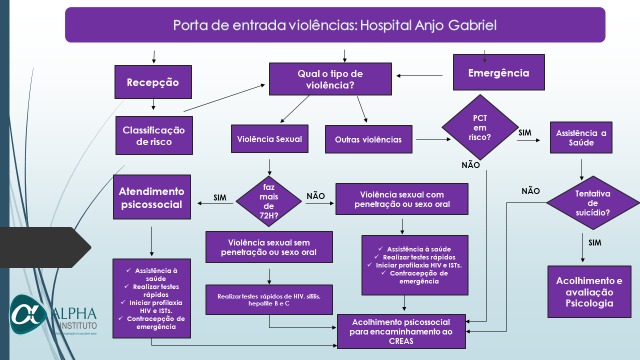 Porta de entrada violências: Hospital Anjo Gabriel
Recepção
Qual o tipo de
violência?
Emergência
Classificação
de risco
Violência Sexual
Outras violências
PCT
em
risco?
SIM
Assistência a
Saúde
NÃO
Atendimento
psicossocial
SIM
faz
mais
de
72H?
NÃO
Violência sexual com
penetração ou sexo oral
NÃO
Tentativa
de
suicídio?
SIM
Violência sexual sem
penetração ou sexo oral
✓ Assistência à saúde
✓ Realizar testes rápidos
✓ Iniciar profilaxia HIV e ISTs.
✓ Contracepção de
emergência
✓ Assistência à
saúde
✓ Realizar testes
rápidos
✓ Iniciar profilaxia
HIV e ISTs.
✓ Contracepção de
emergência
Realizar testes rápidos de HIV, sífilis,
hepatite B e C
Acolhimento e
avaliação
Psicologia
Acolhimento psicossocial
para encaminhamento ao
CREAS
ALPHA
INSTITUTO